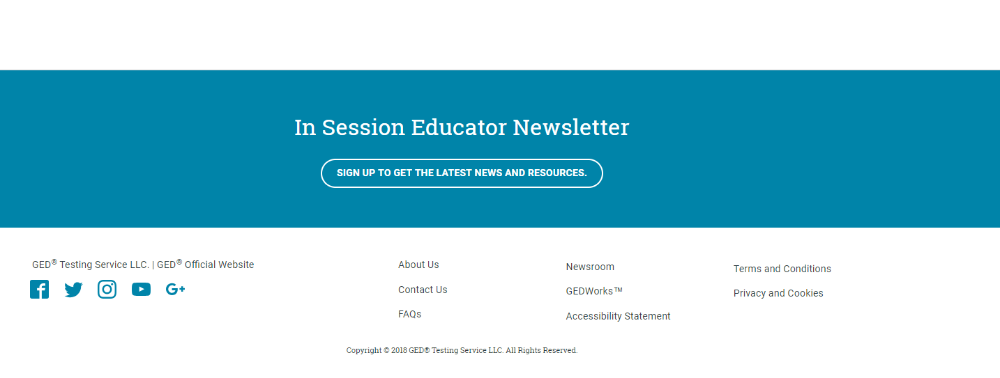 In Session Educator Newsletter
SIGN UP TO GET THE LATEST NEWS AND RESOURCES.
GED® Testing Service LLC. | GED® Official Website
About Us
Contact Us
FAQs
Newsroom
GEDWorks™
Accessibility Statement
Terms and Conditions
Privacy and Cookies
Copyright © 2018 GED® Testing Service LLC. All Rights Reserved.